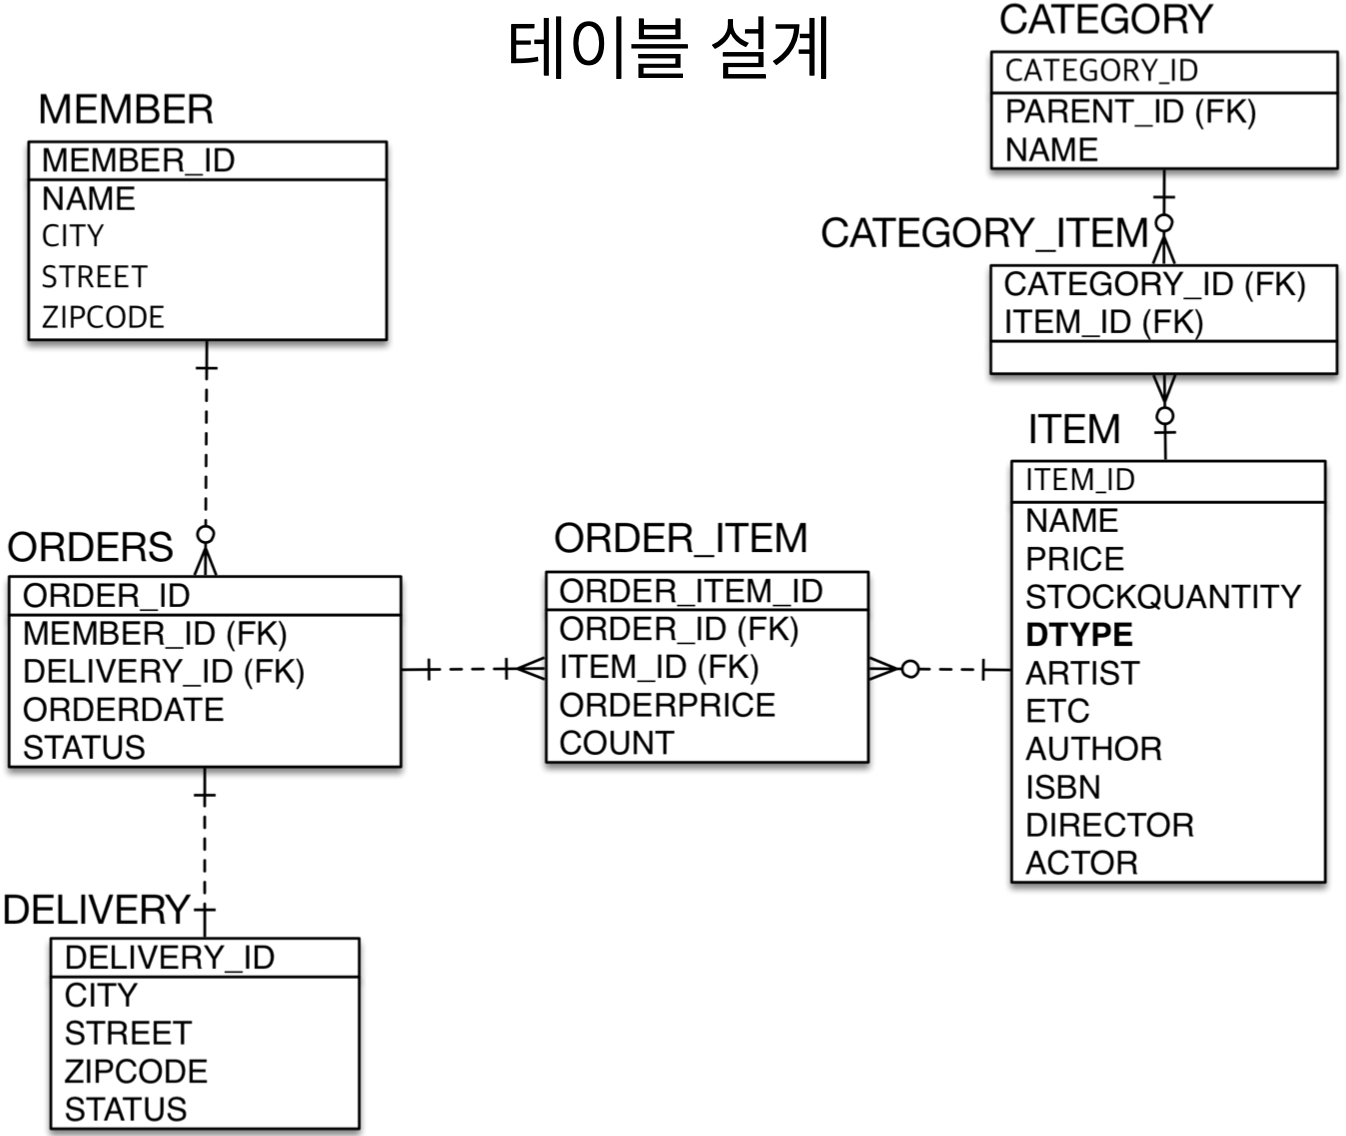 테이블 설계
MEMBER
MEMBER_ID
NAME
CITY
STREET
ZIPCODE
ORDERS
ORDER_ID
MEMBER_ID (FK)
DELIVERY_ID (FK)
ORDERDATE
STATUS
DELIVERY
DELIVERY_ID
CITY
STREET
ZIPCODE
STATUS
ORDER_ITEM
ORDER_ITEM_ID
ORDER_ID (FK)
ITEM_ID (FK)
ORDERPRICE
COUNT
CATEGORY
CATEGORY_ID
PARENT_ID (FK)
NAME
CATEGORY_ITEM
CATEGORY_ID (FK)
ITEM_ID (FK)
ITEM
ITEM_ID
NAME
PRICE
STOCKQUANTITY
DTYPE
ARTIST
ETC
AUTHOR
ISBN
DIRECTOR
ACTOR